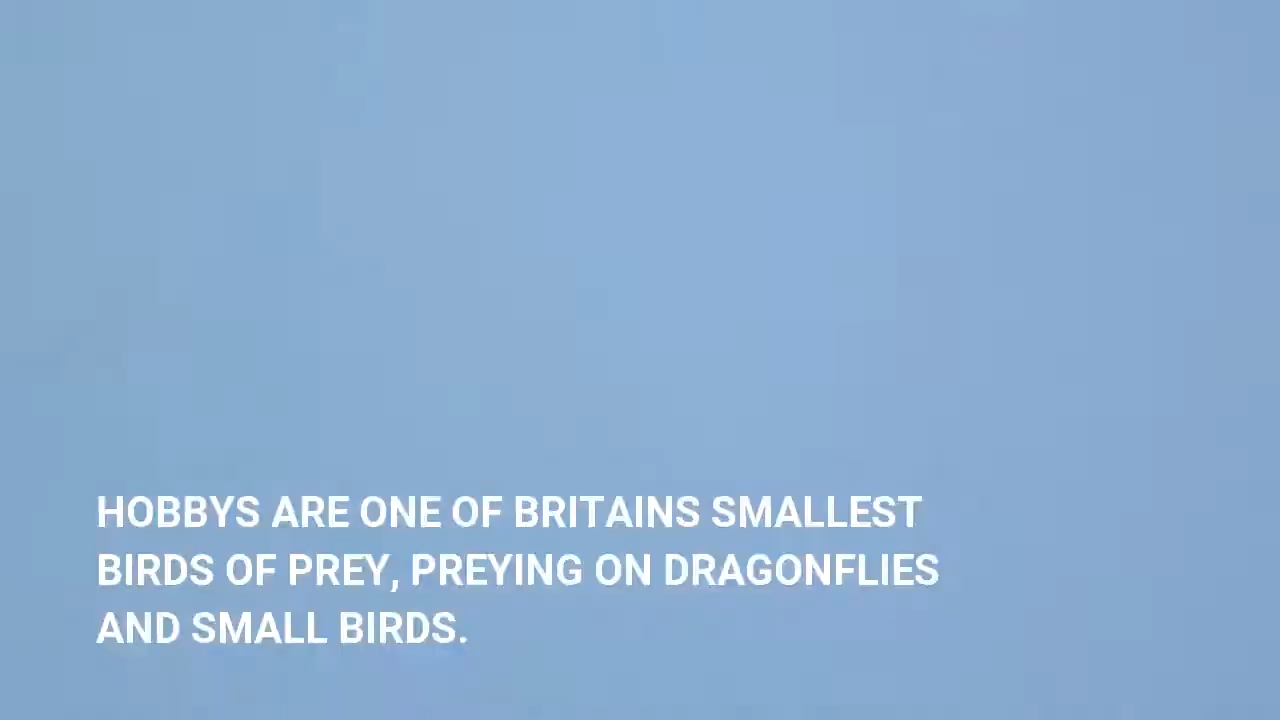 HOBBYS ARE ONE OF BRITAINS SMALLEST
BIRDS OF PREY, PREYING ON DRAGONFLIES
AND SMALL BIRDS.